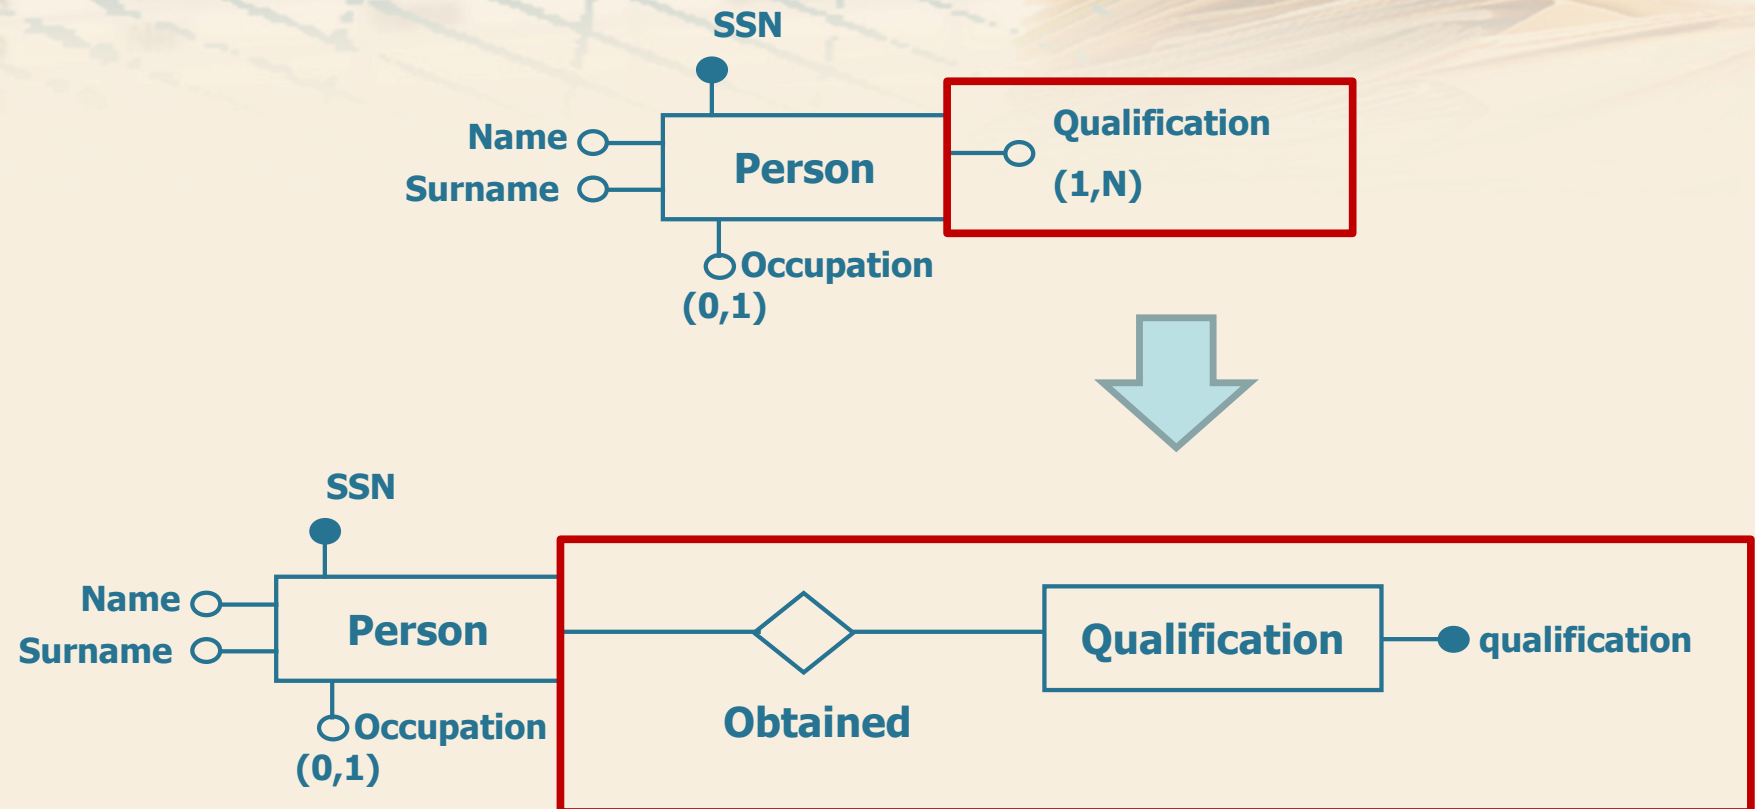 SSN
Name
Surname
Person
Qualification
(1,N)
Occupation
(0,1)
SSN
Name
Surname
Person
Obtained
Qualification
qualification
Occupation
(0,1)